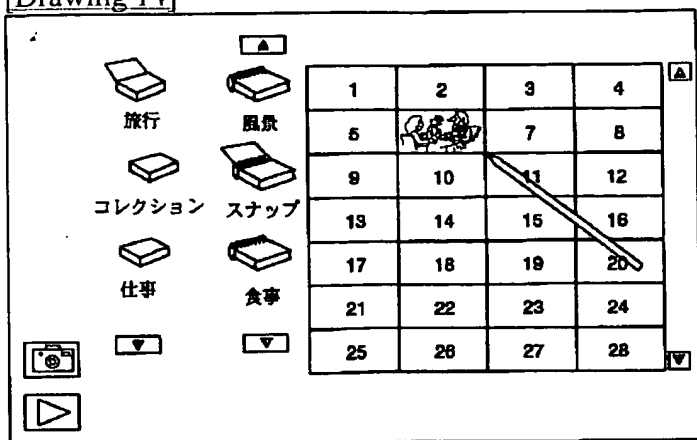 Drawing IV
旅行
風景
コレクション
スナップ
仕事
食事
1 2 3 4
5 7 8
9 10 11 12
13 14 15 16
17 18 19 20
21 22 23 24
25 26 27 28